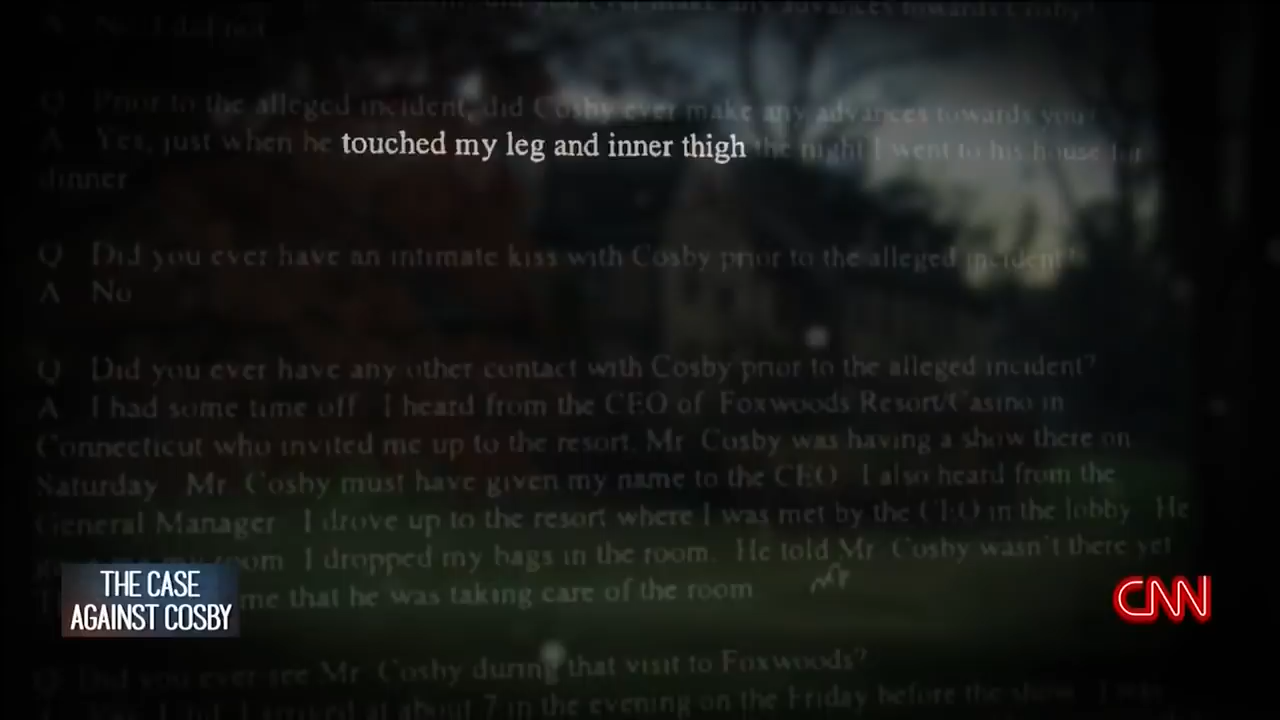 A No I did not
Q Prior to the alleged incident, did Cosby ever make any advances towards you?
A Yes, just when he touched my leg and inner thigh the night I went to his house for
dinner
Q Did you ever have an intimate kiss with Cosby prior to the alleged incident?
A No
Q Did you ever have any other contact with Cosby prior to the alleged incident?
A I had some time off I heard from the CEO of Foxwoods Resort/Casino in
Connecticut who invited me up to the resort. Mr Cosby was having a show there on
Saturday Mr Cosby must have given my name to the CEO I also heard from the
General Manager I drove up to the resort where I was met by the CEO in the lobby He
room I dropped my bags in the room. He told Mr Cosby wasn't there yet
me that he was taking care of the room
THE CASE
AGAINST COSBY
CNN
Q Did you ever see Mr Cosby during that visit to Foxwoods?
I arrived at about 7 in the evening on the Friday before the show